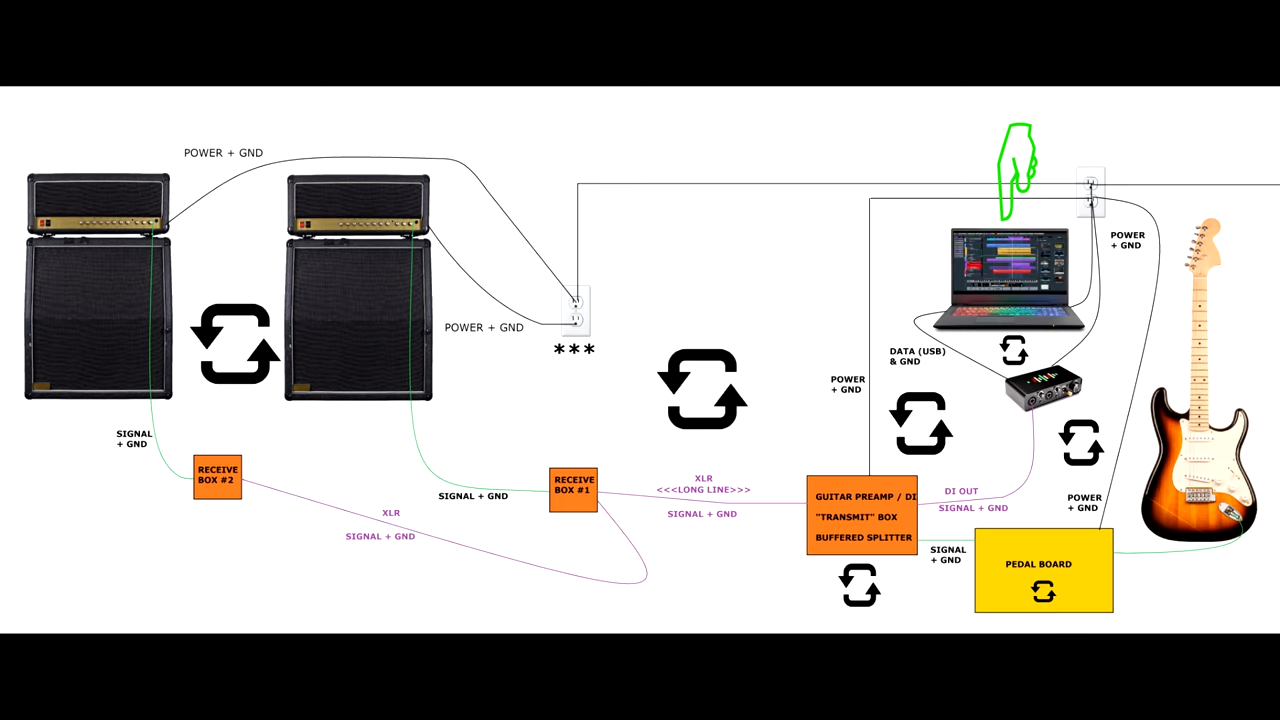 POWER + GND
POWER
+ GND
POWER + GND
***
DATA (USB)
& GND
POWER
+ GND
SIGNAL
+ GND
RECEIVE
BOX #2
RECEIVE
BOX #1
SIGNAL + GND
XLR
<<<LONG LINE>>>
SIGNAL + GND
XLR
SIGNAL + GND
GUITAR PREAMP / DI
"TRANSMIT" BOX
BUFFERED SPLITTER
DI OUT
SIGNAL + GND
POWER
+ GND
SIGNAL
+ GND
PEDAL BOARD